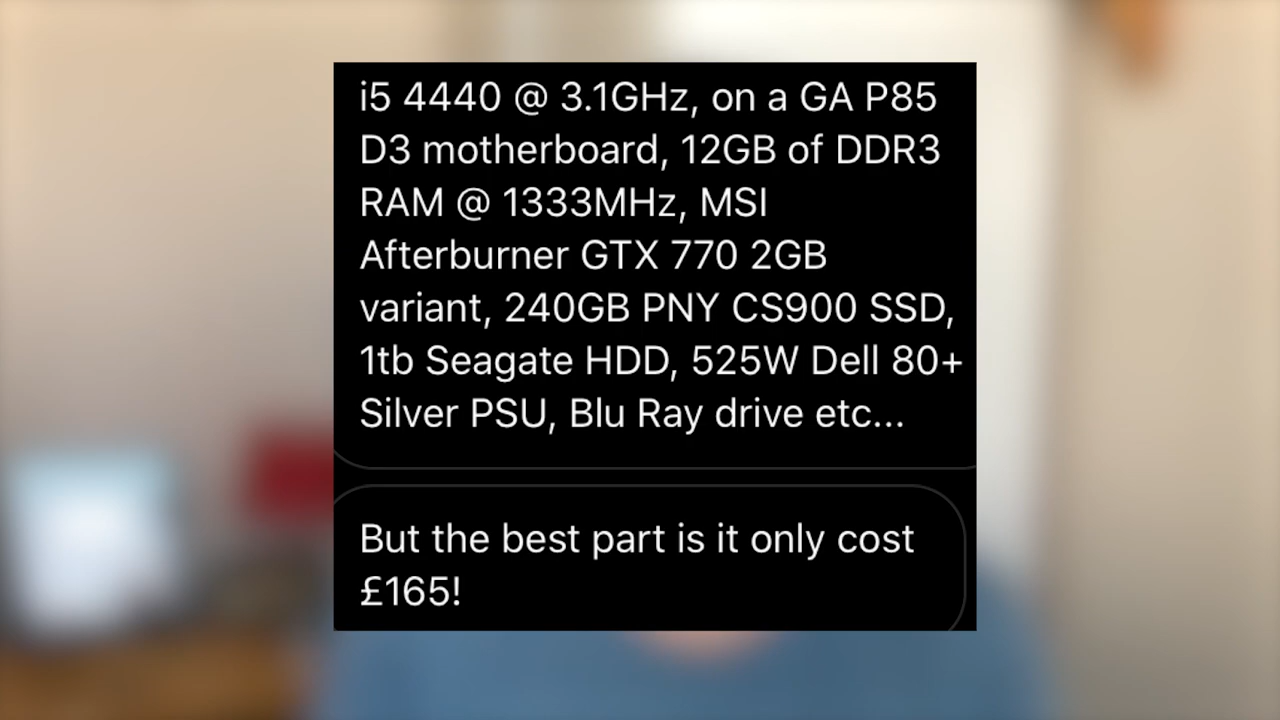 i5 4440 @ 3.1GHz, on a GA P85
D3 motherboard, 12GB of DDR3
RAM @ 1333MHz, MSI
Afterburner GTX 770 2GB
variant, 240GB PNY CS900 SSD,
1tb Seagate HDD, 525W Dell 80+
Silver PSU, Blu Ray drive etc...
But the best part is it only cost
£165!